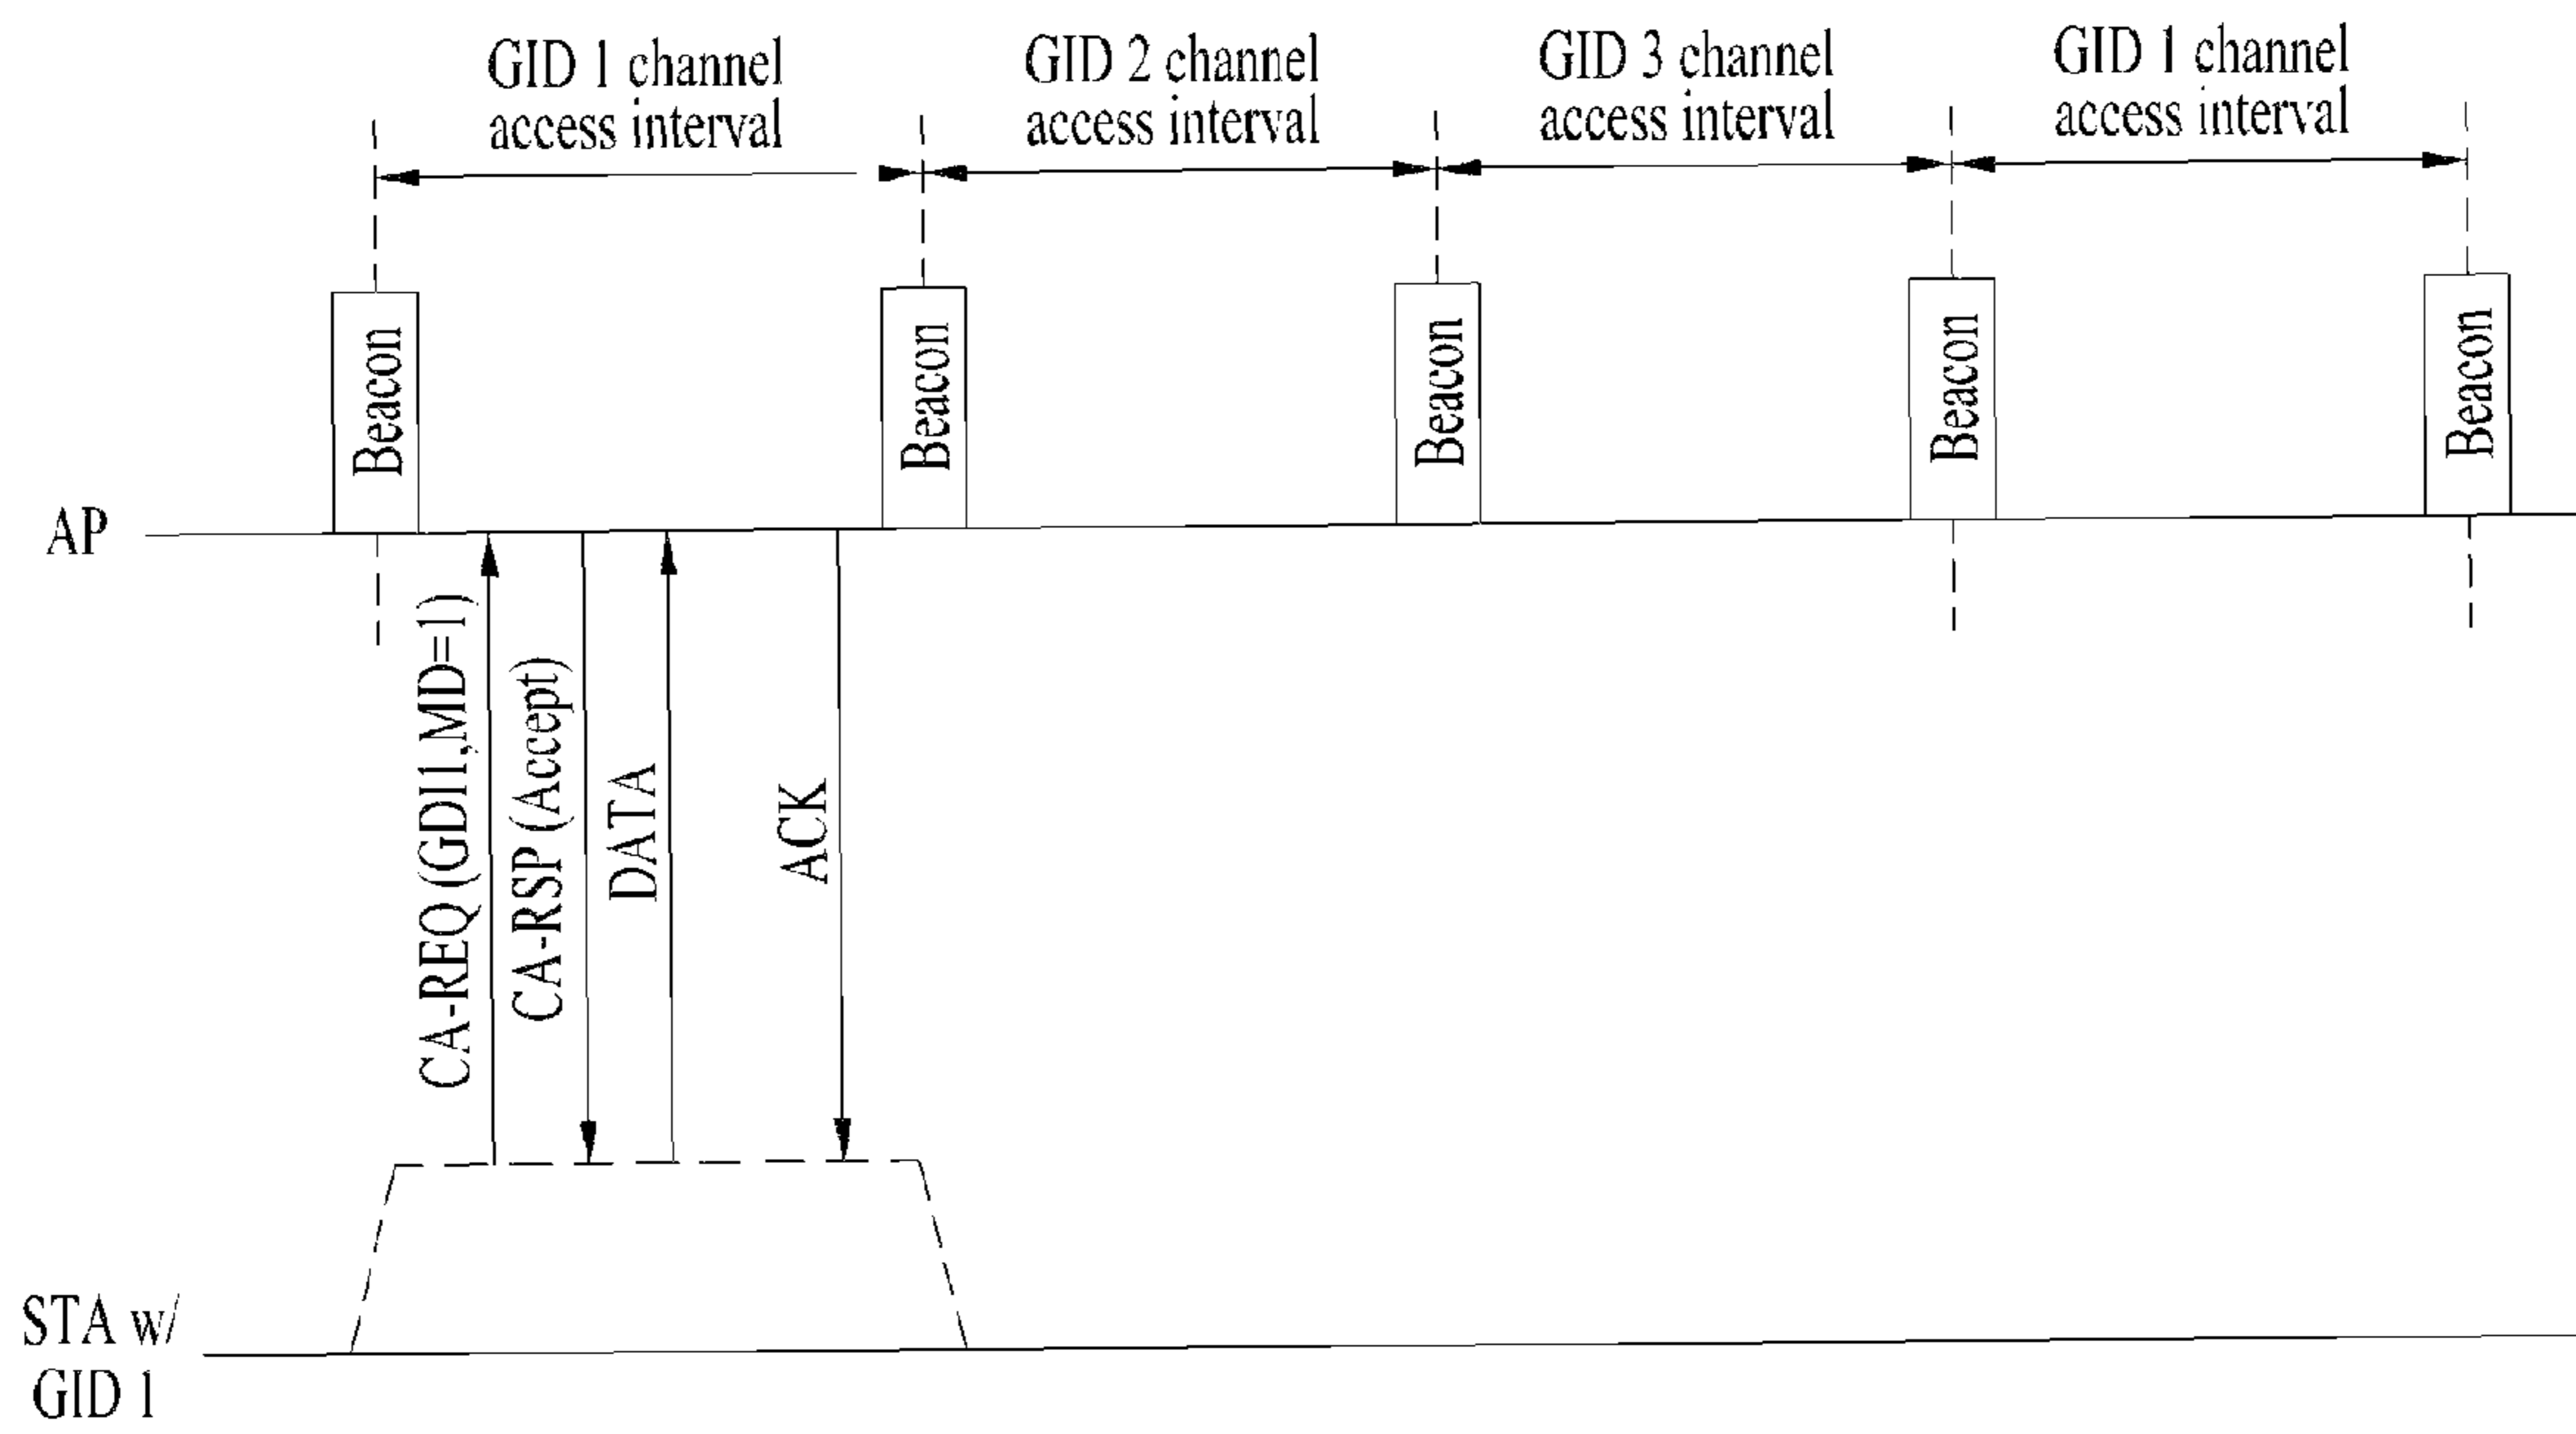 GID 1 channel
access interval
GID 2 channel
access interval
GID 3 channel
access interval
GID 1 channel
access interval
Beacon
Beacon
Beacon
Beacon
Beacon
AP
CA-REQ (GDI1,MD=1)
CA-RSP (Accept)
DATA
ACK
STA w/
GID 1